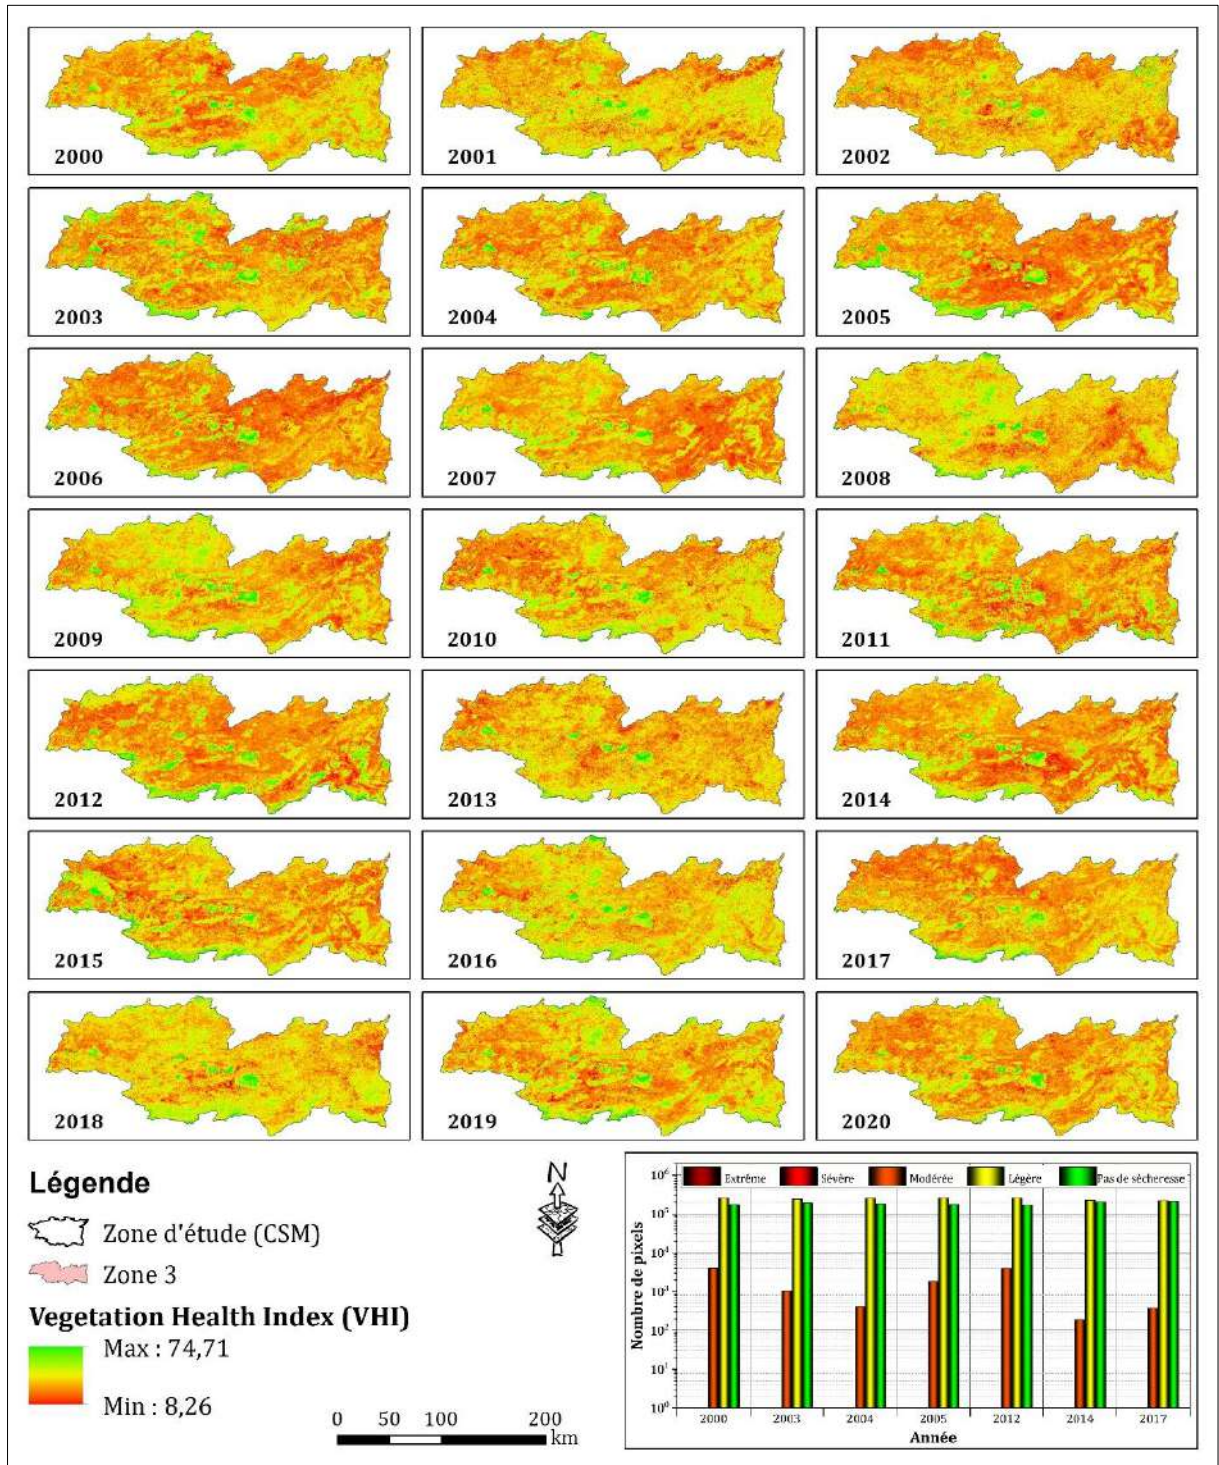 2000
2001
2002
2003
2004
2005
2006
2007
2008
2009
2010
2011
2012
2013
2014
2015
2016
2017
2018
2019
2020
Légende
Zone d'étude (CSM)
Zone 3
Vegetation Health Index (VHI)
Max : 74,71
Min : 8,26
N
0 50 100 200
km
Extrême Sévère Modérée Légère Pas de sècheresse
Nombre de pixels
10⁶
10⁵
10⁴
10³
10²
10¹
10⁰
2000 2003 2004 2005 2012 2014 2017
Année